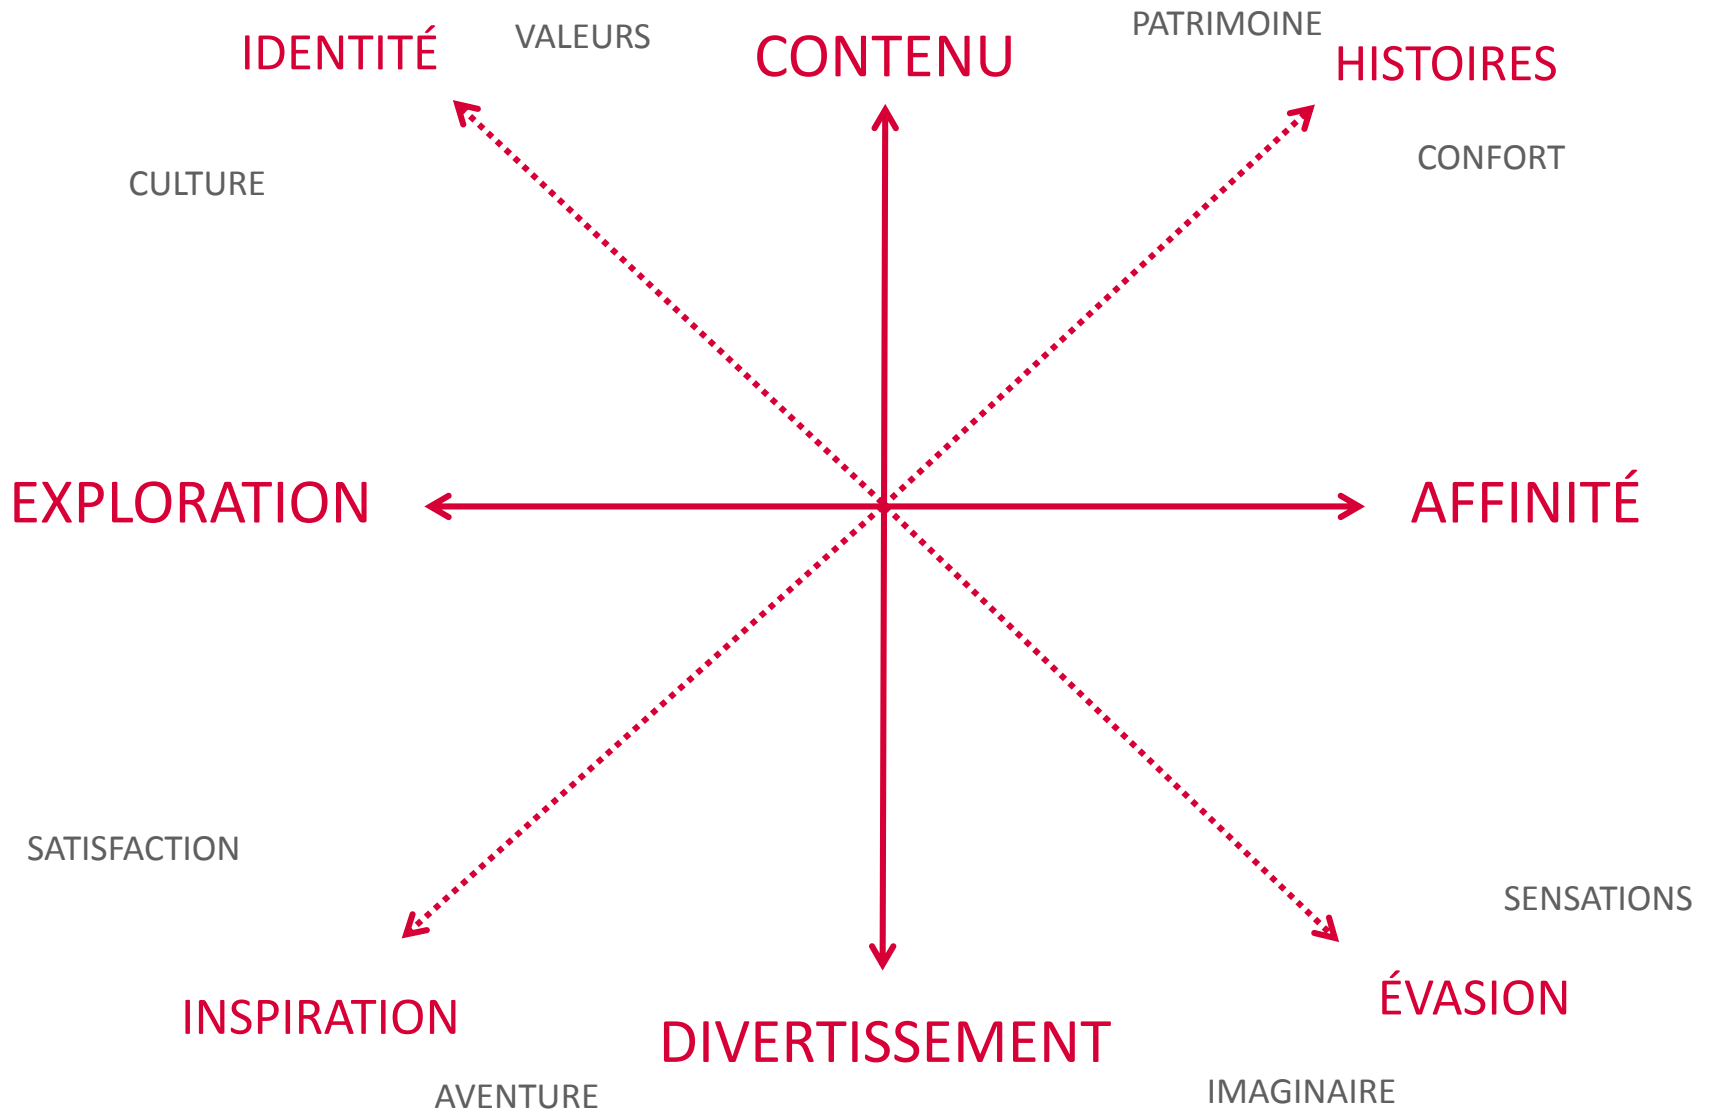 PATRIMOINE
VALEURS
IDENTITÉ
CONTENU
HISTOIRES
CONFORT
CULTURE
EXPLORATION
AFFINITÉ
SATISFACTION
SENSATIONS
ÉVASION
INSPIRATION
DIVERTISSEMENT
IMAGINAIRE
AVENTURE